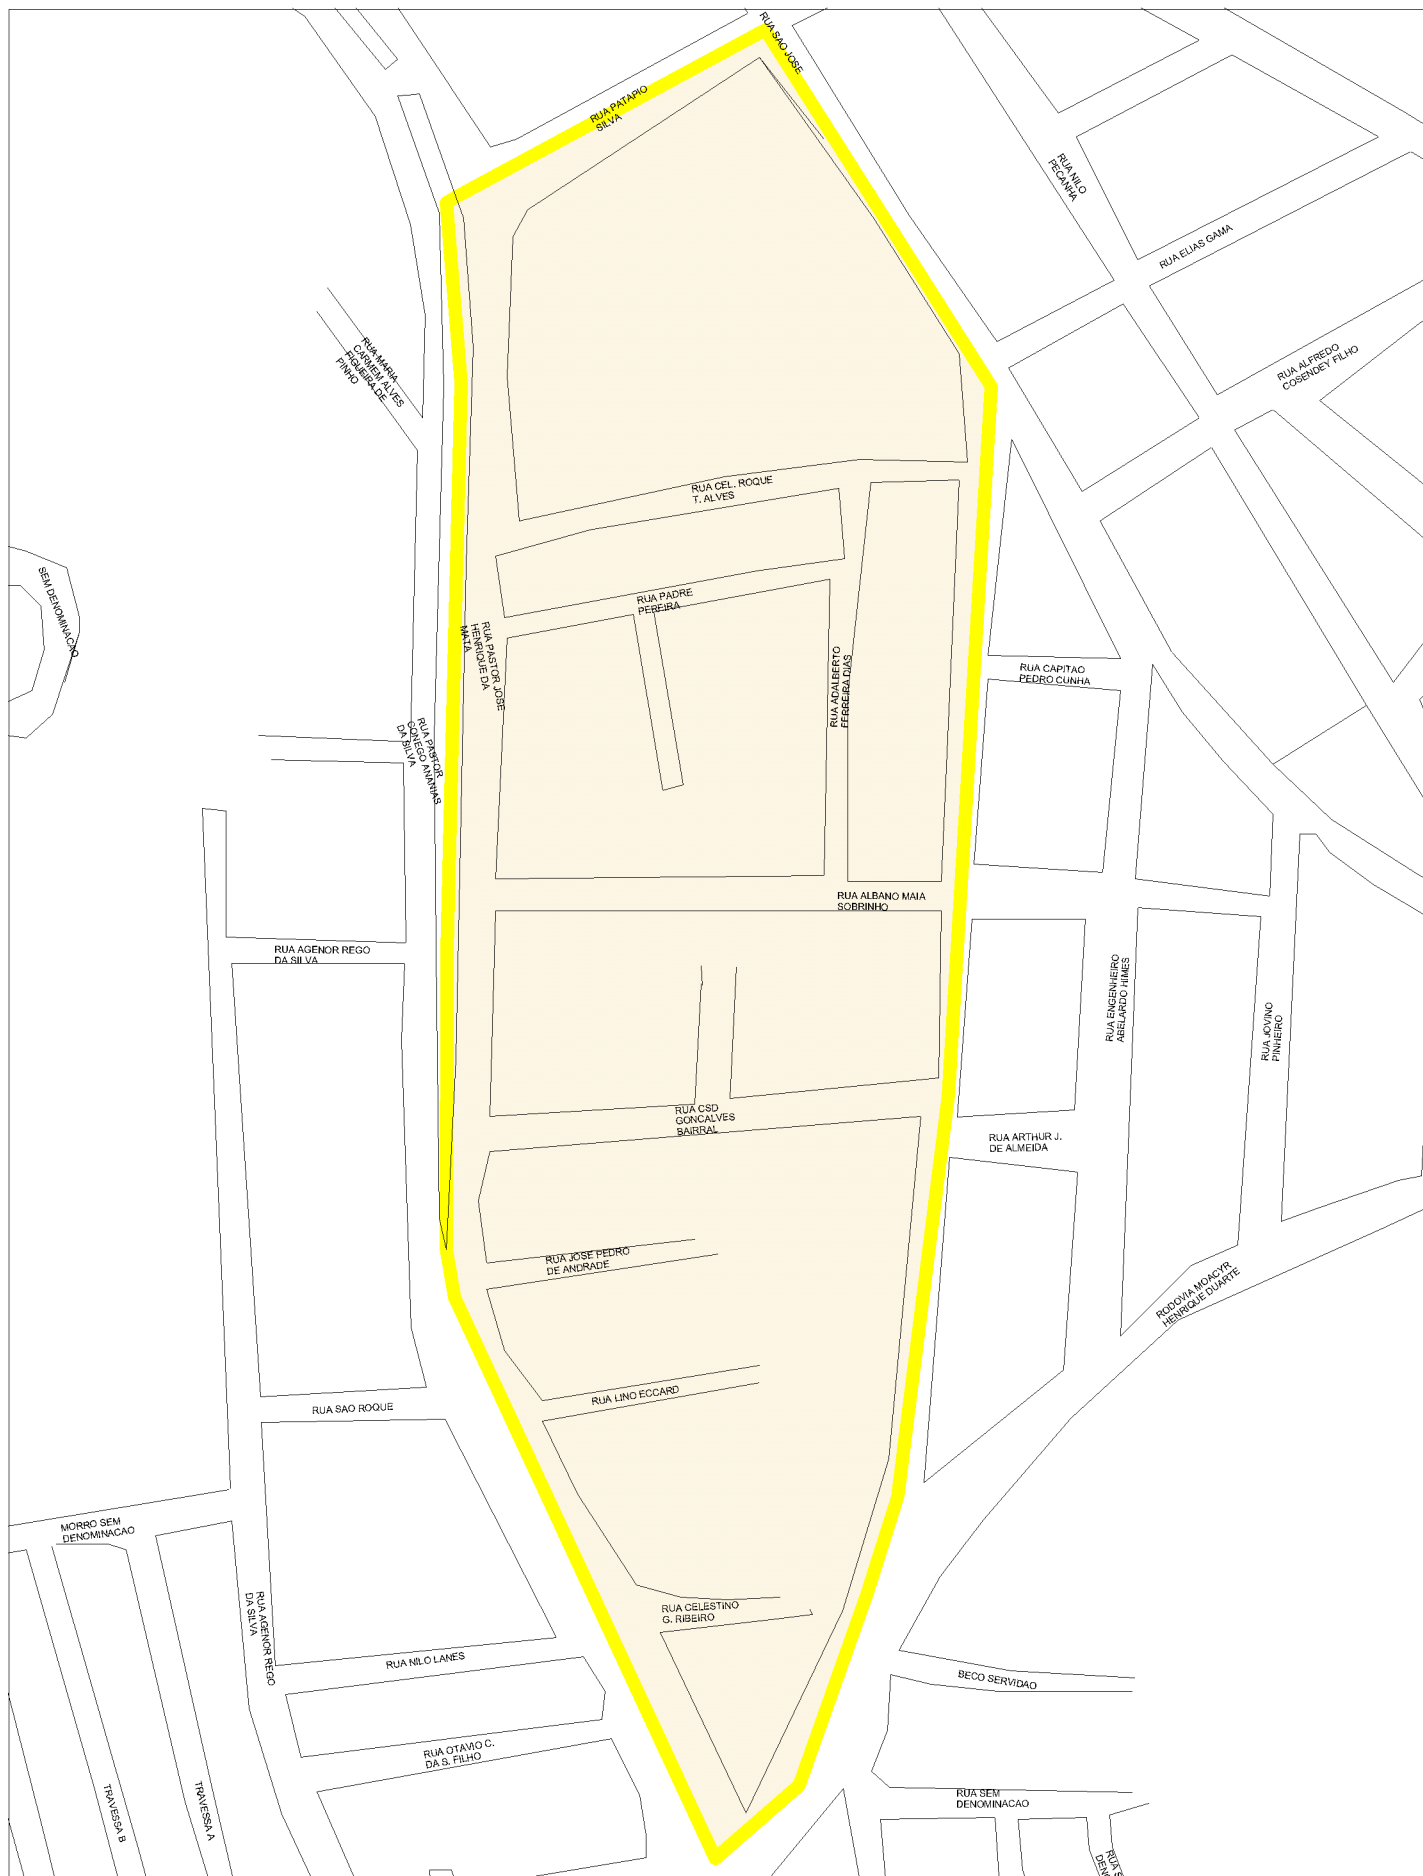 RUA SAO JOSE
RUA PATAPIO
SILVA
RUA NILO
PECANHA
RUA ELIAS GAMA
RUA MARIA
CARMEM ALVES
FIGUEIRA DE
PINHO
RUA ALFREDO
COSENDEY FILHO
RUA CEL. ROQUE
T. ALVES
SEM DENOMINACAO
RUA PADRE
PEREIRA
RUA PASTOR JOSE
HENRIQUE DA
MATA
RUA ADALBERTO
FERREIRA DIAS
RUA CAPITAO
PEDRO CUNHA
RUA PASTOR
CONEGO ANANIAS
DA SILVA
RUA ALBANO MAIA
SOBRINHO
RUA AGENOR REGO
DA SILVA
RUA ENGENHEIRO
ABELARDO HIMES
RUA JOVINO
PINHEIRO
RUA CSD
GONCALVES
BAIRRAL
RUA ARTHUR J.
DE ALMEIDA
RUA JOSE PEDRO
DE ANDRADE
RODOVIA MOACYR
HENRIQUE DUARTE
RUA LINO ECCARD
RUA SAO ROQUE
MORRO SEM
DENOMINACAO
RUA AGENOR REGO
DA SILVA
RUA CELESTINO
G. RIBEIRO
RUA NILO LANES
BECO SERVIDAO
RUA OTAVIO C.
DA S. FILHO
TRAVESSA B
TRAVESSA A
RUA SEM
DENOMINACAO
RUA